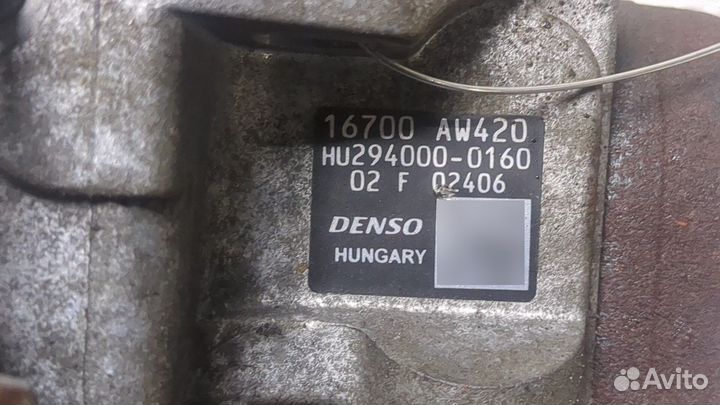 16700 AW420
HU294000-0160
02 F 02406
DENSO
HUNGARY
Avito